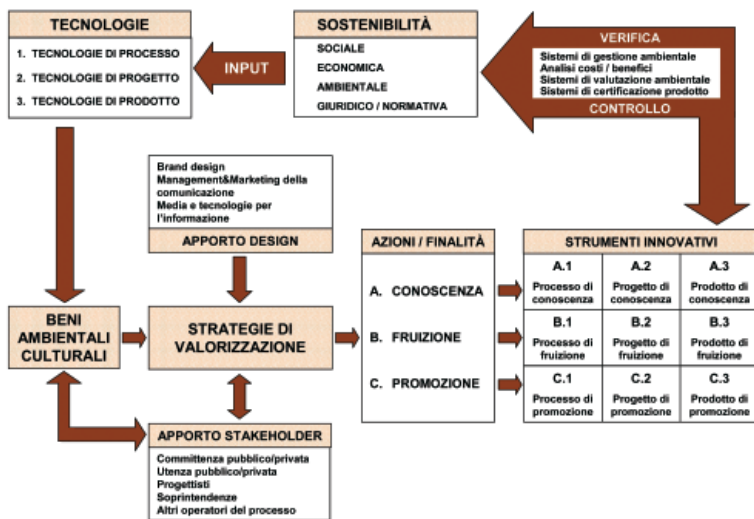 TECNOLOGIE
1. TECNOLOGIE DI PROCESSO
2. TECNOLOGIE DI PROGETTO
3. TECNOLOGIE DI PRODOTTO
INPUT
SOSTENIBILITÀ
SOCIALE
ECONOMICA
AMBIENTALE
GIURIDICO / NORMATIVA
VERIFICA
Sistemi di gestione ambientale
Analisi costi / benefici
Sistemi di valutazione ambientale
Sistemi di certificazione prodotto
CONTROLLO
Brand design
Management&Marketing della
comunicazione
Media e tecnologie per
l'informazione
APPORTO DESIGN
BENI
AMBIENTALI
CULTURALI
STRATEGIE DI
VALORIZZAZIONE
APPORTO STAKEHOLDER
Committenza pubblico/privata
Utenza pubblico/privata
Progettisti
Soprintendenze
Altri operatori del processo
AZIONI / FINALITÀ
A. CONOSCENZA
B. FRUIZIONE
C. PROMOZIONE
STRUMENTI INNOVATIVI
A.1
Processo di
conoscenza
A.2
Progetto di
conoscenza
A.3
Prodotto di
conoscenza
B.1
Processo di
fruizione
B.2
Progetto di
fruizione
B.3
Prodotto di
fruizione
C.1
Processo di
promozione
C.2
Progetto di
promozione
C.3
Prodotto di
promozione